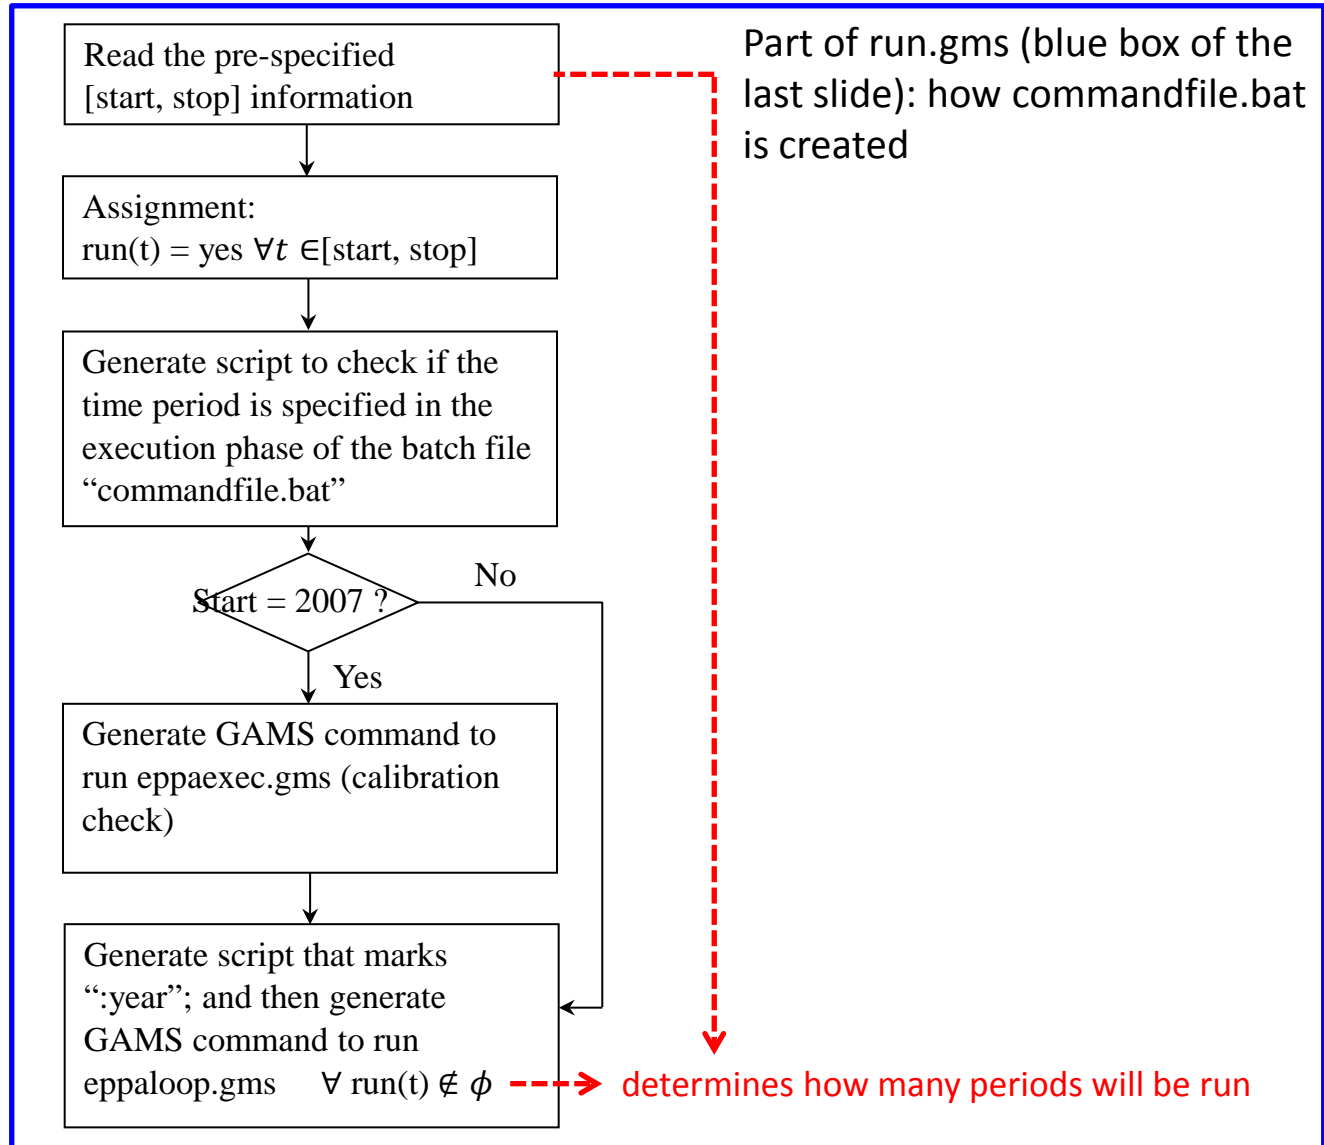 Read the pre-specified
[start, stop] information
Part of run.gms (blue box of the
last slide): how commandfile.bat
is created
Assignment:
run(t) = yes ∀𝑡 ∈[start, stop]
Generate script to check if the
time period is specified in the
execution phase of the batch file
“commandfile.bat”
Start = 2007 ?
No
Yes
Generate GAMS command to
run eppaexec.gms (calibration
check)
Generate script that marks
“:year”; and then generate
GAMS command to run
eppaloop.gms ∀ run(t) ∉ 𝜙
determines how many periods will be run